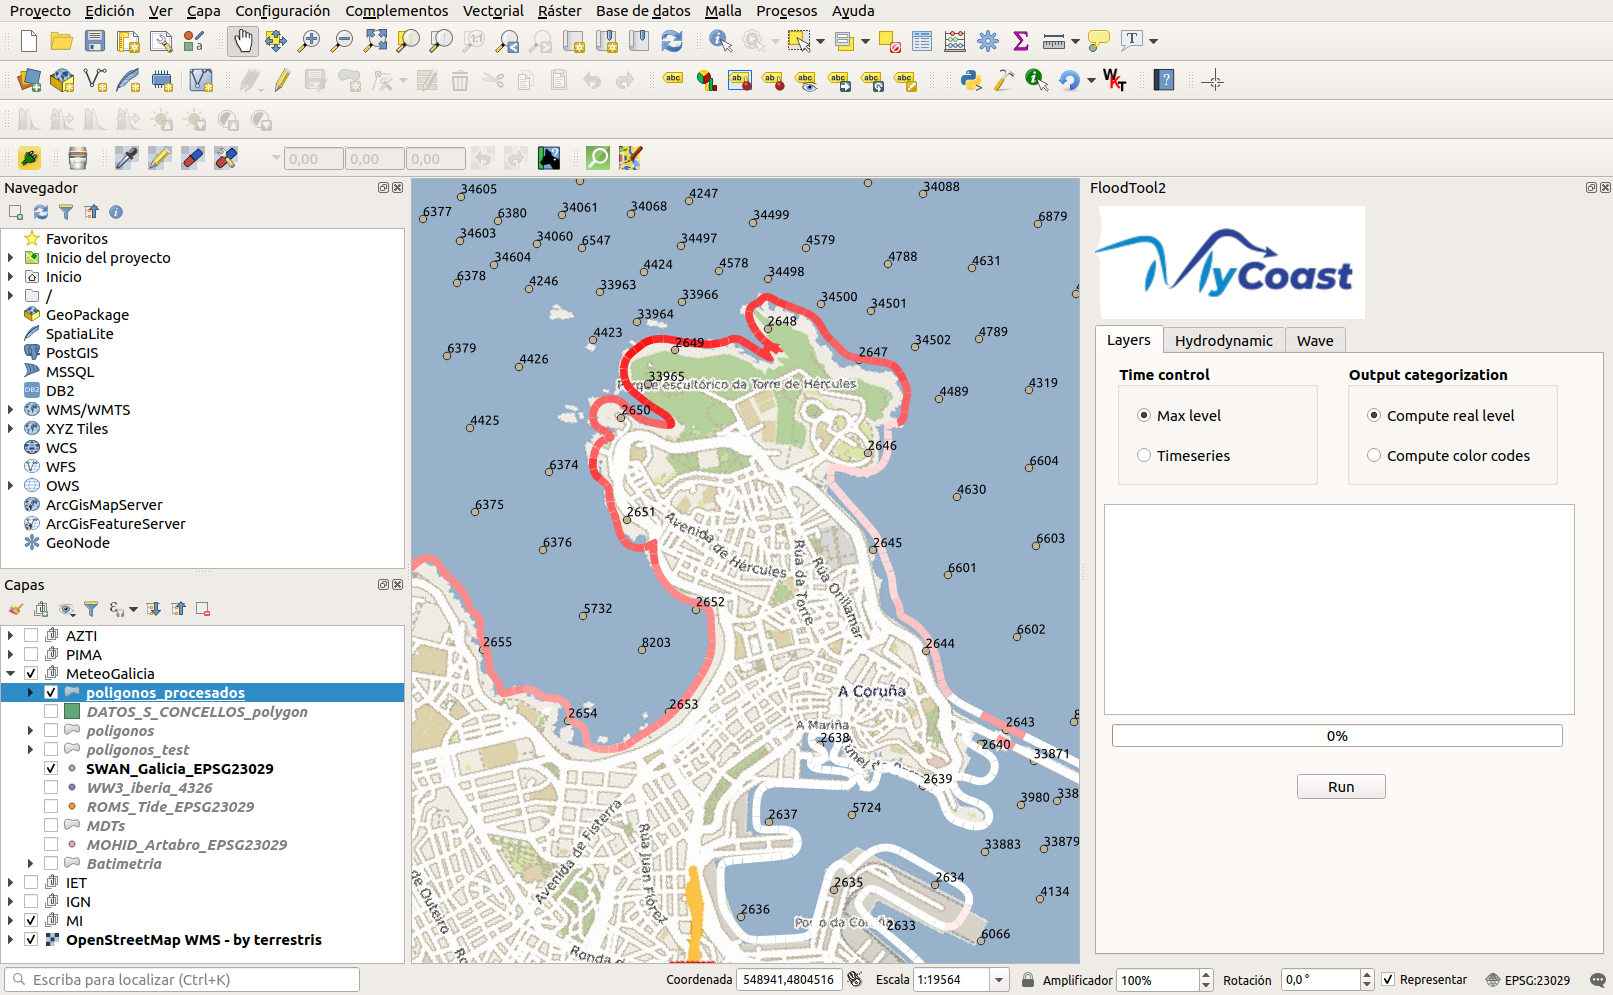 Proyecto Edición Ver Capa Configuración Complementos Vectorial Ráster Base de datos Malla Procesos Ayuda
0,00 0,00 0,00
Navegador
Favoritos
Inicio del proyecto
Inicio
/
GeoPackage
SpatiaLite
PostGIS
MSSQL
DB2
WMS/WMTS
XYZ Tiles
WCS
WFS
OWS
ArcGisMapServer
ArcGisFeatureServer
GeoNode
Capas
AZTI
PIMA
MeteoGalicia
poligonos_procesados
DATOS_S_CONCELLOS_polygon
poligonos
poligonos_test
SWAN_Galicia_EPSG23029
WW3_iberia_4326
ROMS_Tide_EPSG23029
MDTs
MOHID_Artabro_EPSG23029
Batimetria
IET
IGN
MI
OpenStreetMap WMS - by terrestris
34605 4247 34088
6377 6380 34061 34068 34499 6879
34603 34060 6547 34497 4579
34604 4424 4578 4788 4631
6378 4246 33963 34498
33966 34500 34501
33964 2648
4423 2649 34502 4789
6379 4426 2647
33965 Parque escultórico da Torre de Hércules 4319
4489
4425 2650
2646
6374 6604
4630
6375 2651
Avenida de Hércules
Rúa da Torre
Rúa Orillamar
6376 2645 6603
6601
5732 2652
6602
2655 8203 2644
A Coruña
2654 2653 2643
A Mariña
2638 2640 33871
2639
3980 338
2637 5724
33883 33879
Avenida de Fisterra
Rúa Juan Flórez
2635 2634 4134
2636 2633
6066
Ronda de
de Outeiro
FloodTool2
MyCoast
Layers Hydrodynamic Wave
Time control Output categorization
Max level Compute real level
Timeseries Compute color codes
0%
Run
Escriba para localizar (Ctrl+K) Coordenada 548941,4804516 Escala 1:19564 Amplificador 100% Rotación 0,0 ° Representar EPSG:23029